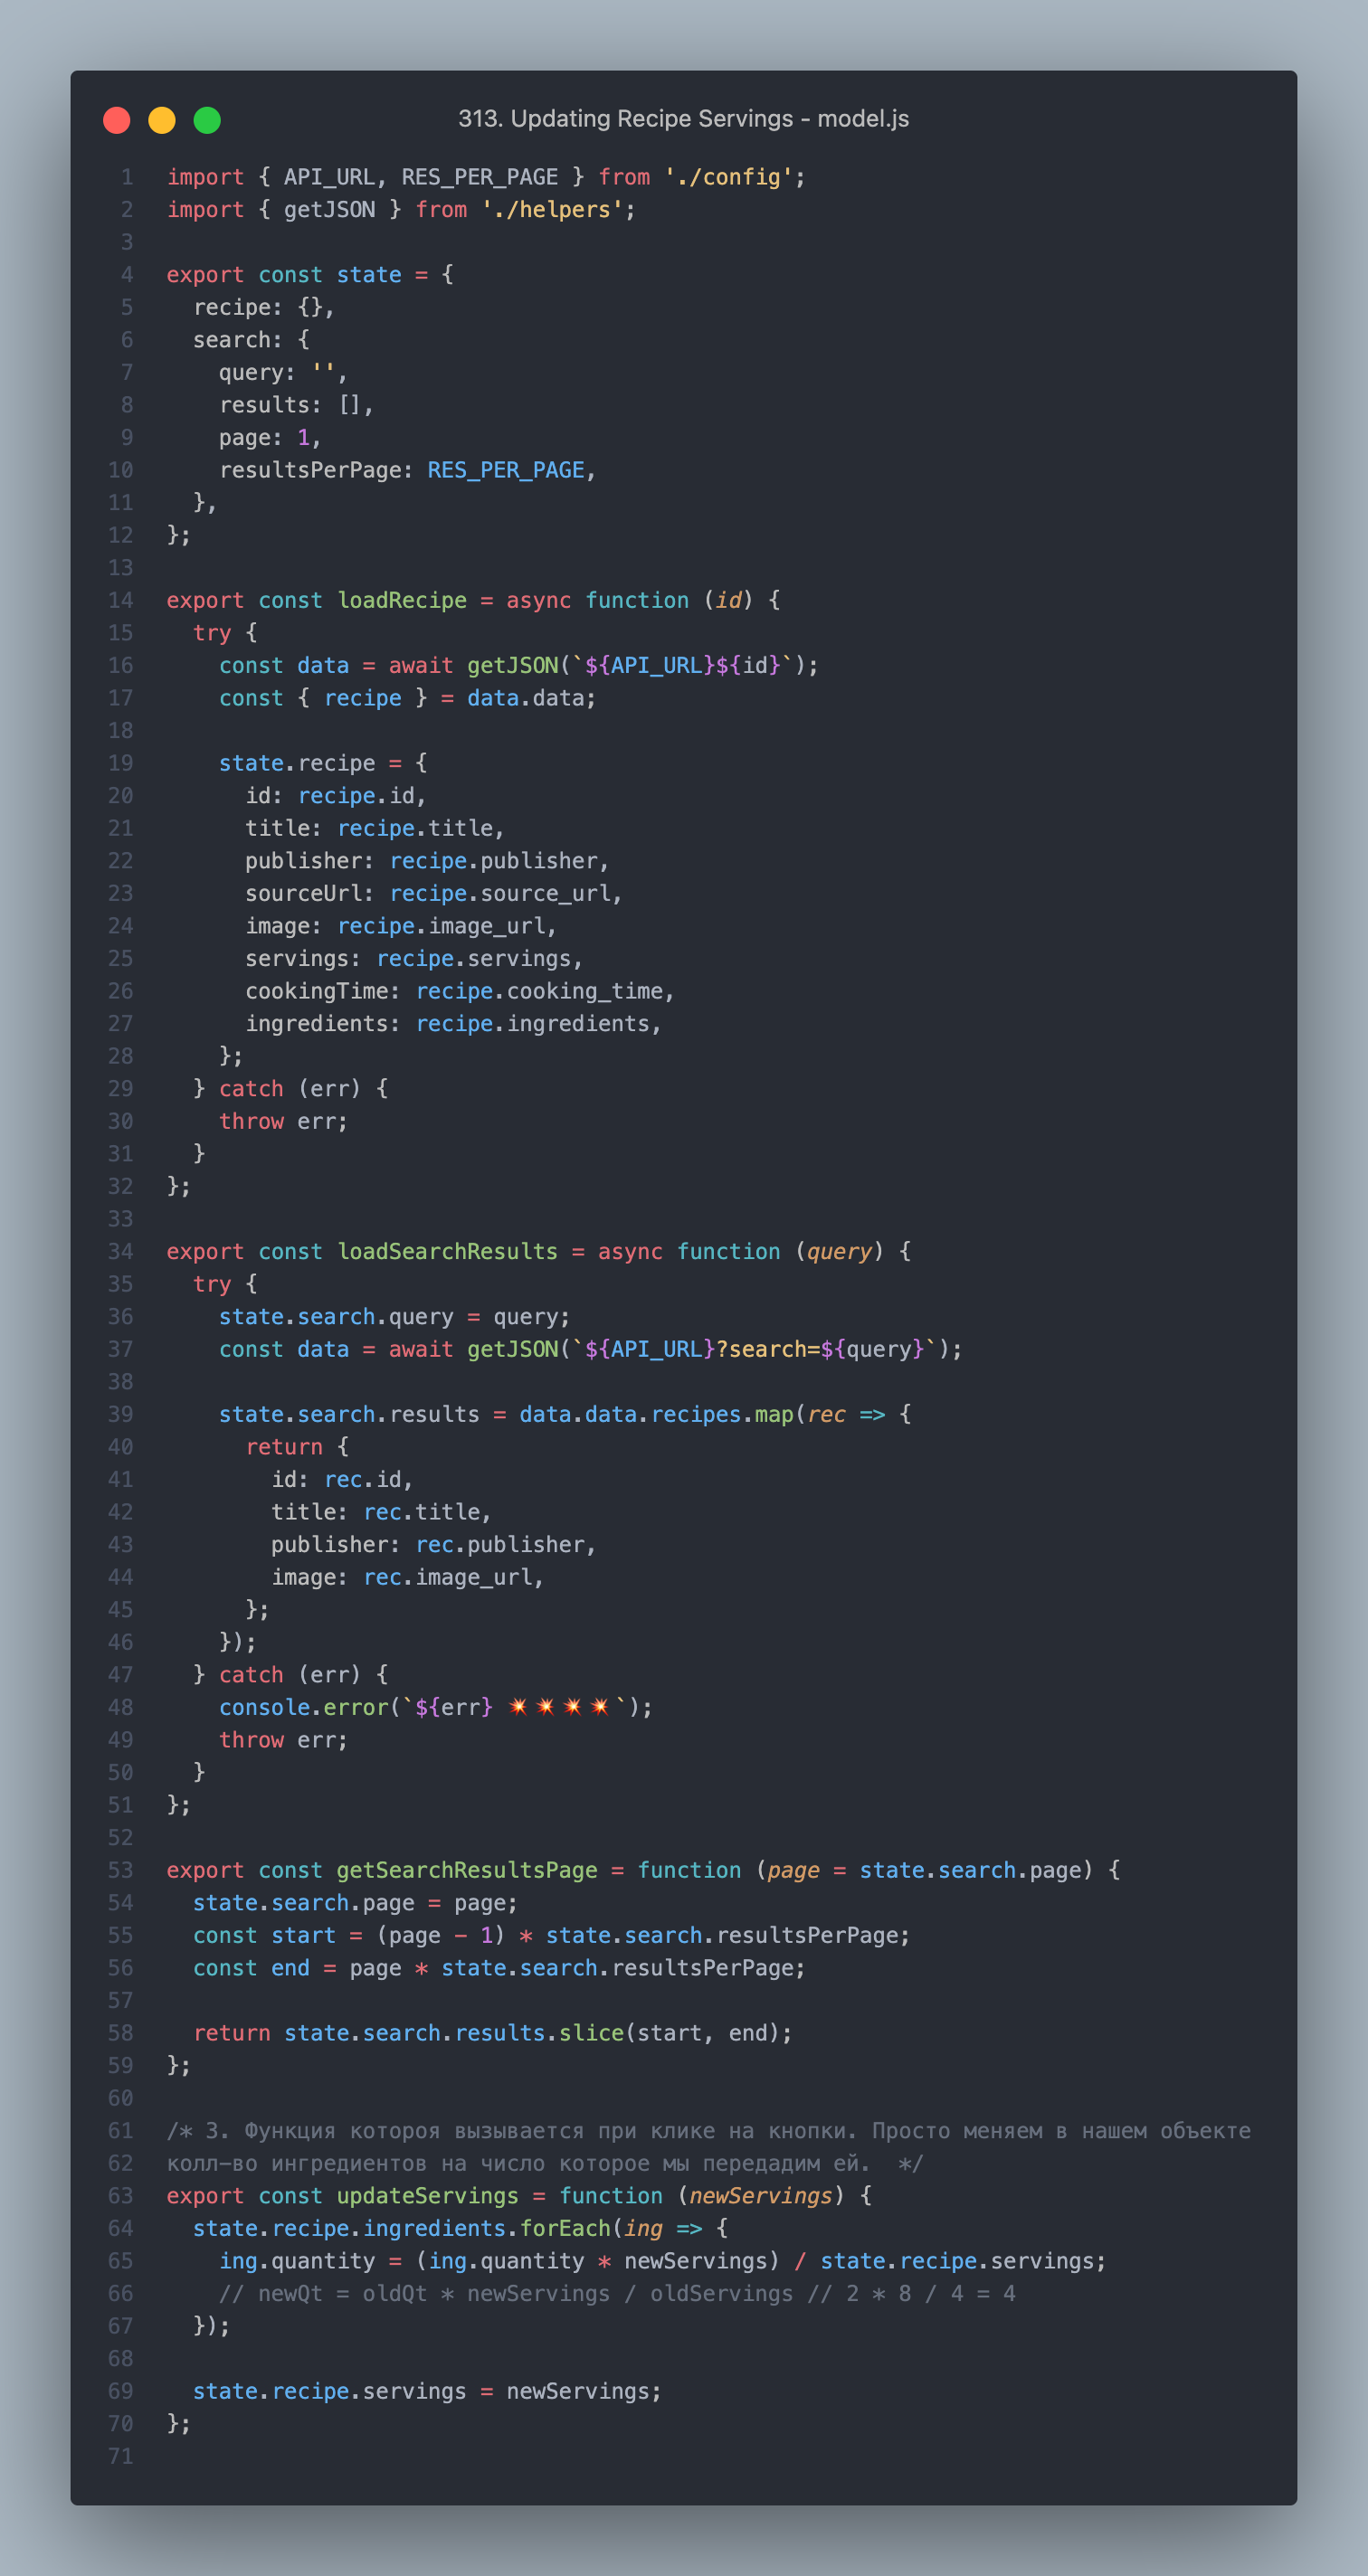 313. Updating Recipe Servings - model.js
1 import { API_URL, RES_PER_PAGE } from './config';
2 import { getJSON } from './helpers';
3
4 export const state = {
5   recipe: {},
6   search: {
7     query: '',
8     results: [],
9     page: 1,
10     resultsPerPage: RES_PER_PAGE,
11   },
12 };
13
14 export const loadRecipe = async function (id) {
15   try {
16     const data = await getJSON(`${API_URL}${id}`);
17     const { recipe } = data.data;
18
19     state.recipe = {
20       id: recipe.id,
21       title: recipe.title,
22       publisher: recipe.publisher,
23       sourceUrl: recipe.source_url,
24       image: recipe.image_url,
25       servings: recipe.servings,
26       cookingTime: recipe.cooking_time,
27       ingredients: recipe.ingredients,
28     };
29   } catch (err) {
30     throw err;
31   }
32 };
33
34 export const loadSearchResults = async function (query) {
35   try {
36     state.search.query = query;
37     const data = await getJSON(`${API_URL}?search=${query}`);
38
39     state.search.results = data.data.recipes.map(rec => {
40       return {
41         id: rec.id,
42         title: rec.title,
43         publisher: rec.publisher,
44         image: rec.image_url,
45       };
46     });
47   } catch (err) {
48     console.error(`${err} 💥💥💥💥`);
49     throw err;
50   }
51 };
52
53 export const getSearchResultsPage = function (page = state.search.page) {
54   state.search.page = page;
55   const start = (page - 1) * state.search.resultsPerPage;
56   const end = page * state.search.resultsPerPage;
57
58   return state.search.results.slice(start, end);
59 };
60
61 /* 3. Функция котороя вызывается при клике на кнопки. Просто меняем в нашем объекте
62 колл-во ингредиентов на число которое мы передадим ей.  */
63 export const updateServings = function (newServings) {
64   state.recipe.ingredients.forEach(ing => {
65     ing.quantity = (ing.quantity * newServings) / state.recipe.servings;
66     // newQt = oldQt * newServings / oldServings // 2 * 8 / 4 = 4
67   });
68
69   state.recipe.servings = newServings;
70 };
71